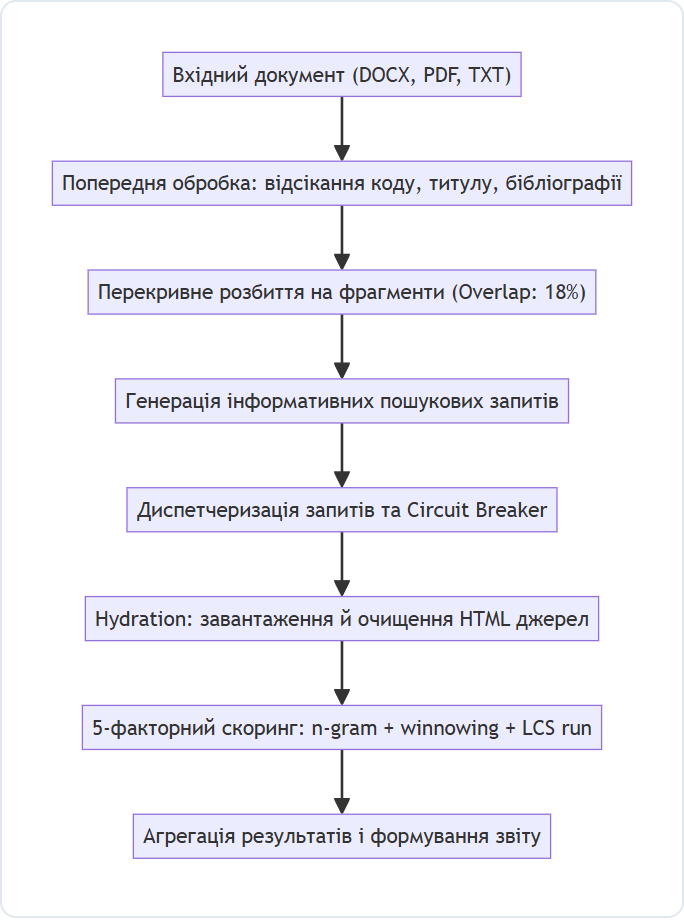 Вхідний документ (DOCX, PDF, TXT)
Попередня обробка: відсікання коду, титулу, бібліографії
Перекривне розбиття на фрагменти (Overlap: 18%)
Генерація інформативних пошукових запитів
Диспетчеризація запитів та Circuit Breaker
Hydration: завантаження й очищення HTML джерел
5-факторний скоринг: n-gram + winnowing + LCS run
Агрегація результатів і формування звіту